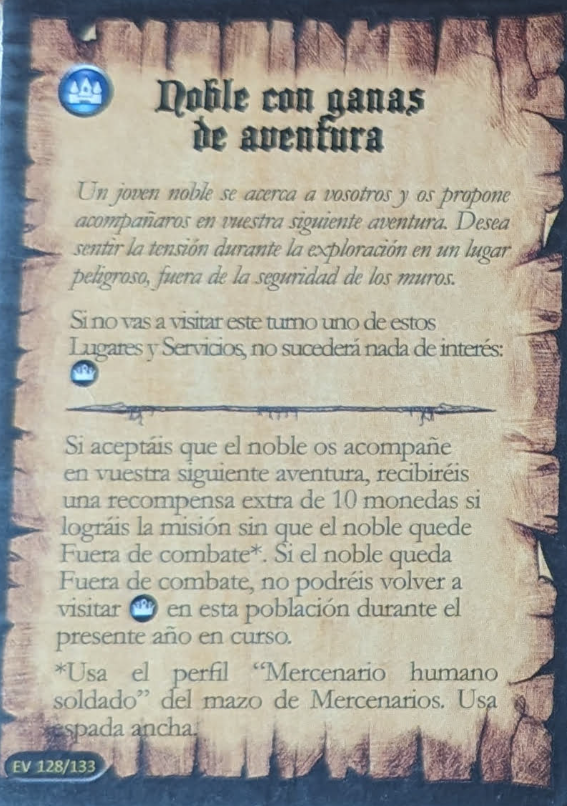 Noble con ganas
de aventura
Un joven noble se acerca a vosotros y os propone
acompañaros en vuestra siguiente aventura. Desea
sentir la tensión durante la exploración en un lugar
peligroso, fuera de la seguridad de los muros.
Si no vas a visitar este turno uno de estos
Lugares y Servicios, no sucederá nada de interés:
Si aceptáis que el noble os acompañe
en vuestra siguiente aventura, recibiréis
una recompensa extra de 10 monedas si
lográis la misión sin que el noble quede
Fuera de combate*. Si el noble queda
Fuera de combate, no podréis volver a
visitar en esta población durante el
presente año en curso.
*Usa el perfil “Mercenario humano
soldado” del mazo de Mercenarios. Usa
espada ancha.
EV 128/133